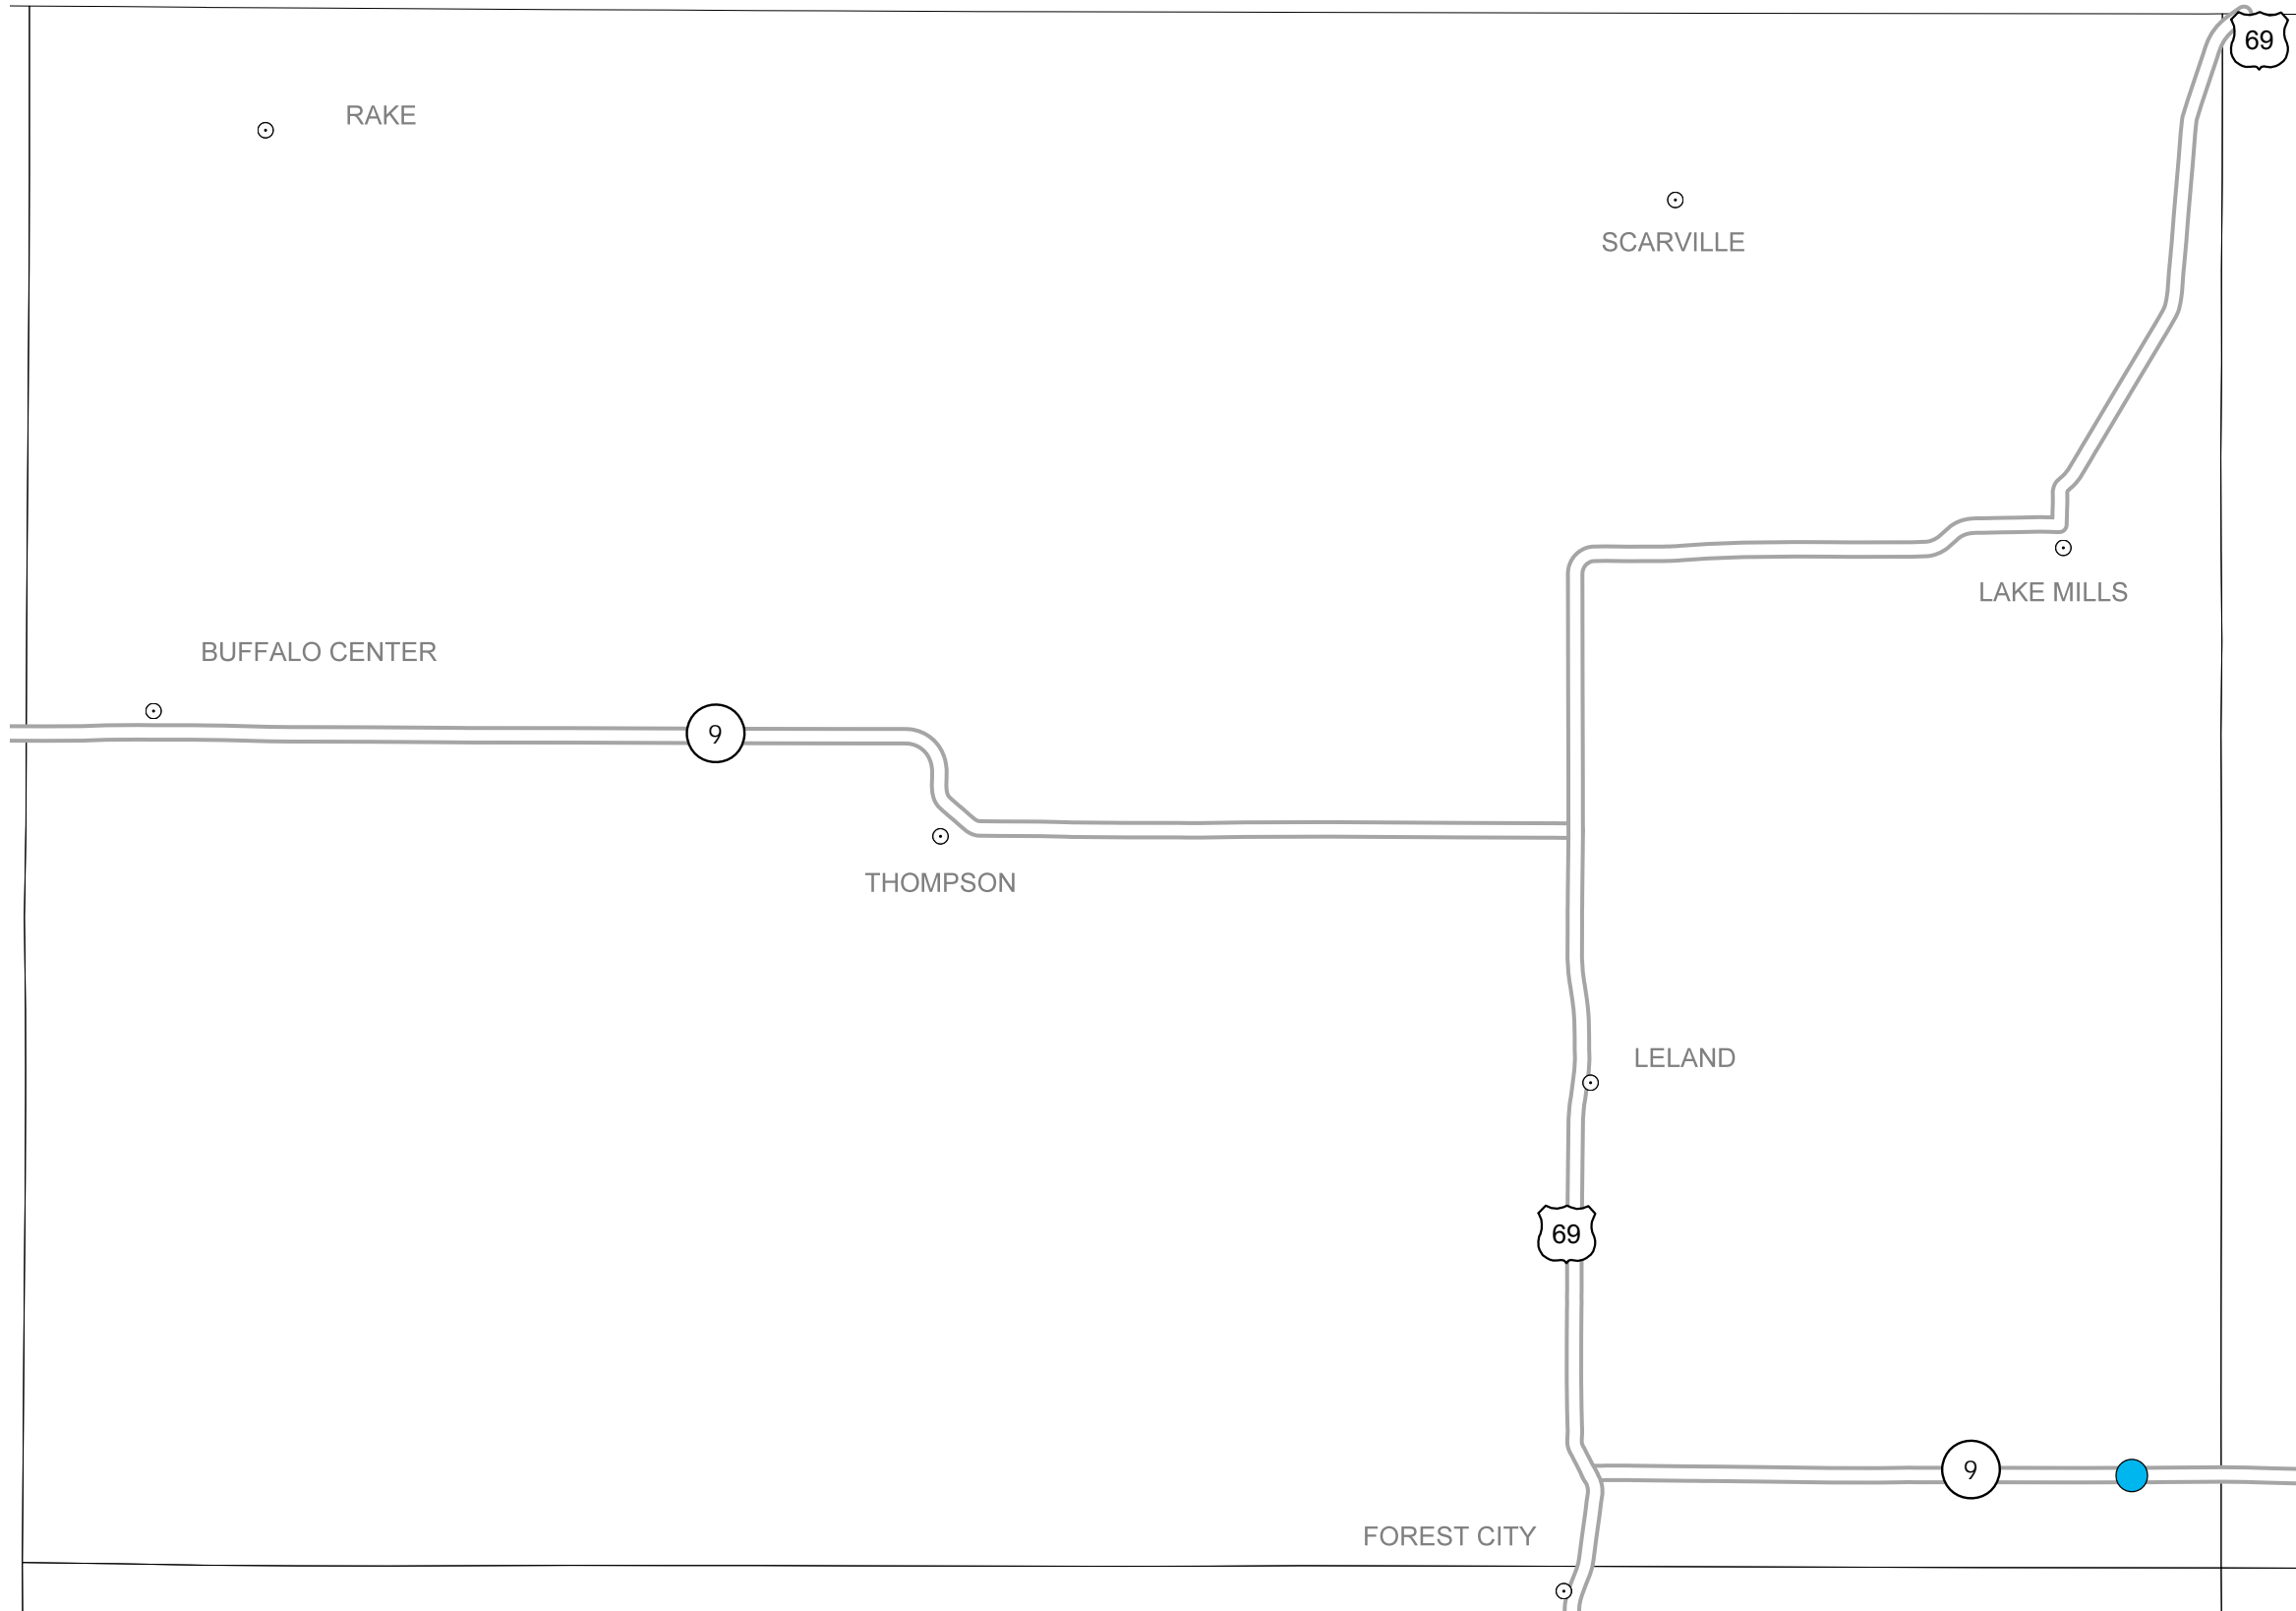 69
RAKE
SCARVILLE
LAKE MILLS
BUFFALO CENTER
9
THOMPSON
LELAND
69
9
FOREST CITY